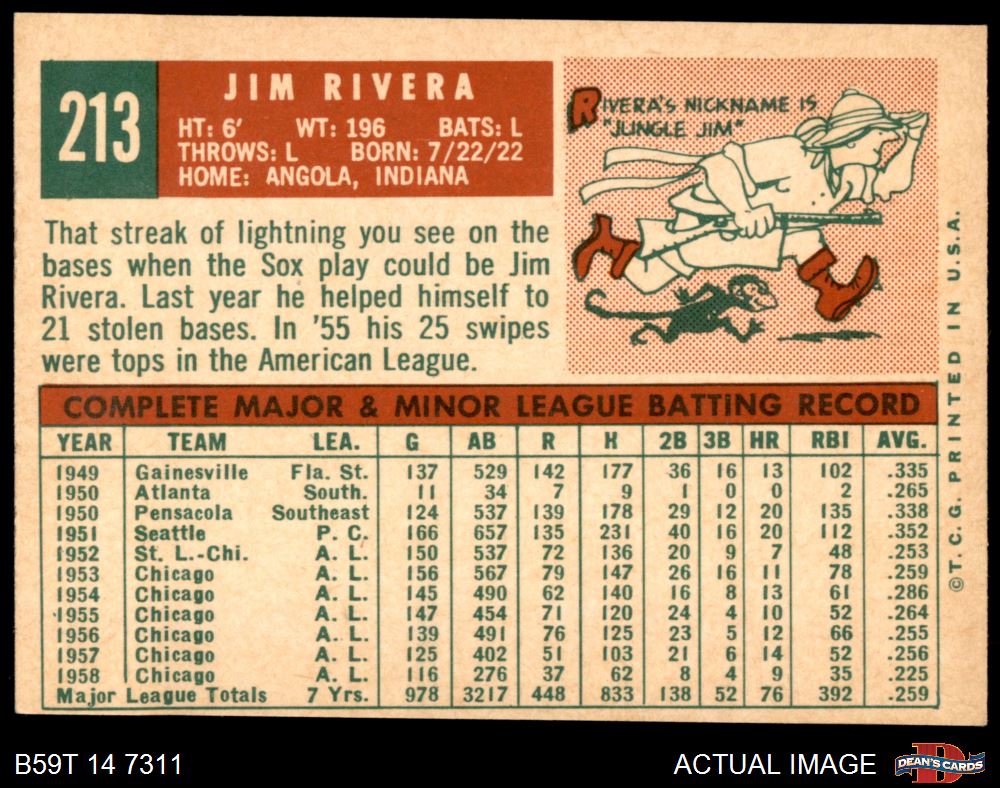 213
JIM RIVERA
HT: 6' WT: 196 BATS: L
THROWS: L BORN: 7/22/22
HOME: ANGOLA, INDIANA
RIVERA'S NICKNAME IS
"JUNGLE JIM"
That streak of lightning you see on the
bases when the Sox play could be Jim
Rivera. Last year he helped himself to
21 stolen bases. In '55 his 25 swipes
were tops in the American League.
COMPLETE MAJOR & MINOR LEAGUE BATTING RECORD
YEAR TEAM LEA. G AB R H 2B 3B HR RBI AVG.
1949 Gainesville Fla. St. 137 529 142 177 36 16 13 102 .335
1950 Atlanta South. 11 34 7 9 1 0 0 2 .265
1950 Pensacola Southeast 124 537 139 178 29 12 20 135 .338
1951 Seattle P. C. 166 657 135 231 40 16 20 112 .352
1952 St. L.-Chi. A. L. 150 537 72 136 20 9 7 48 .253
1953 Chicago A. L. 156 567 79 147 26 16 11 78 .259
1954 Chicago A. L. 145 490 62 140 16 8 13 61 .286
1955 Chicago A. L. 147 454 71 120 24 4 10 52 .264
1956 Chicago A. L. 139 491 76 125 23 5 12 66 .255
1957 Chicago A. L. 125 402 51 103 21 6 14 52 .256
1958 Chicago A. L. 116 276 37 62 8 4 9 35 .225
Major League Totals 7 Yrs. 978 3217 448 833 138 52 76 392 .259
©T. C. G. PRINTED IN U.S.A.
B59T 14 7311
ACTUAL IMAGE
D
DEAN'S CARDS